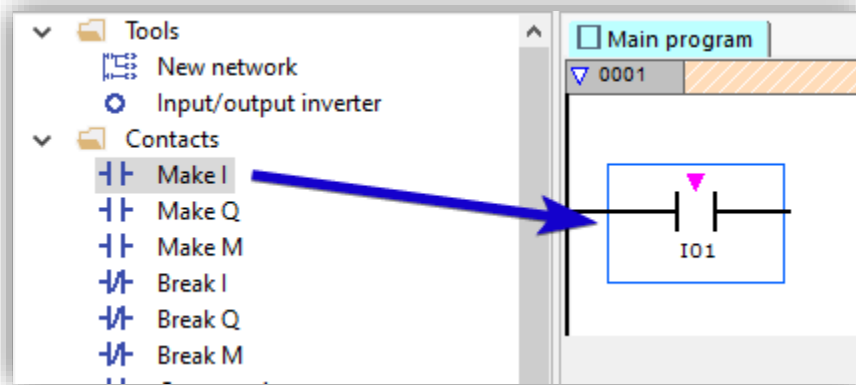 Tools
New network
Input/output inverter
Contacts
Make I
Make Q
Make M
Break I
Break Q
Break M
Main program
0001
I01